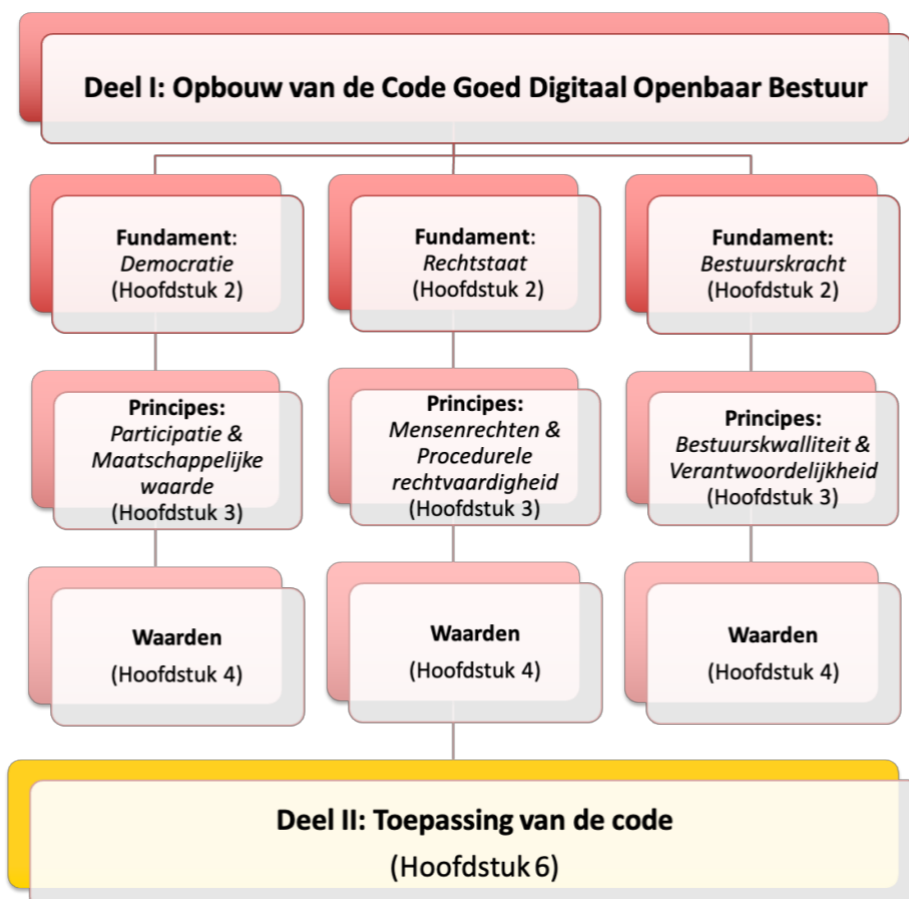 Deel I: Opbouw van de Code Goed Digitaal Openbaar Bestuur
Fundament:
Democratie
(Hoofdstuk 2)
Fundament:
Rechtstaat
(Hoofdstuk 2)
Fundament:
Bestuurskracht
(Hoofdstuk 2)
Principes:
Participatie &
Maatschappelijke
waarde
(Hoofdstuk 3)
Principes:
Mensenrechten &
Procedurele
rechtvaardigheid
(Hoofdstuk 3)
Principes:
Bestuurskwalliteit &
Verantwoordelijkheid
(Hoofdstuk 3)
Waarden
(Hoofdstuk 4)
Waarden
(Hoofdstuk 4)
Waarden
(Hoofdstuk 4)
Deel II: Toepassing van de code
(Hoofdstuk 6)